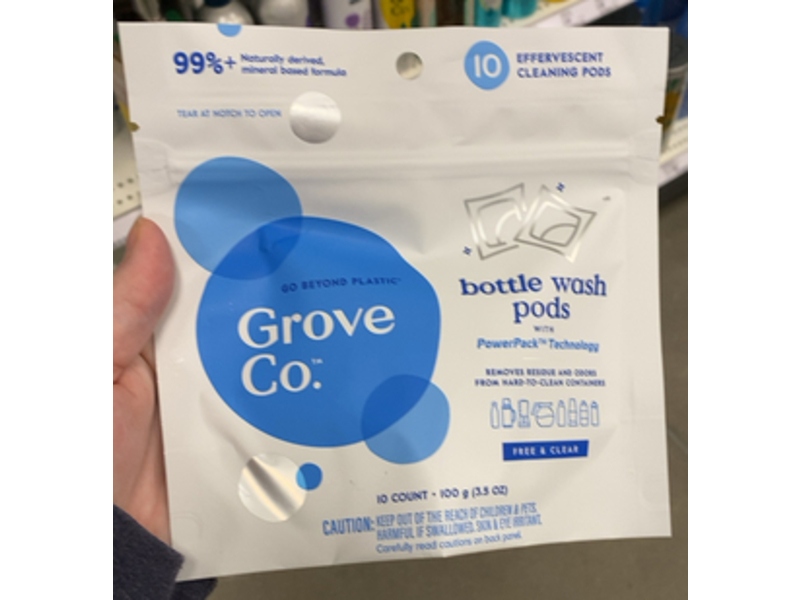 99%+ Naturally derived,
mineral based formula
10 EFFERVESCENT
CLEANING PODS
TEAR AT NOTCH TO OPEN
GO BEYOND PLASTIC™
Grove
Co.™
bottle wash
pods
WITH
PowerPack™ Technology
REMOVES RESIDUE AND ODORS
FROM HARD-TO-CLEAN CONTAINERS
FREE & CLEAR
10 COUNT • 100 g (3.5 OZ)
CAUTION: KEEP OUT OF THE REACH OF CHILDREN & PETS.
HARMFUL IF SWALLOWED. SKIN & EYE IRRITANT.
Carefully read cautions on back panel.